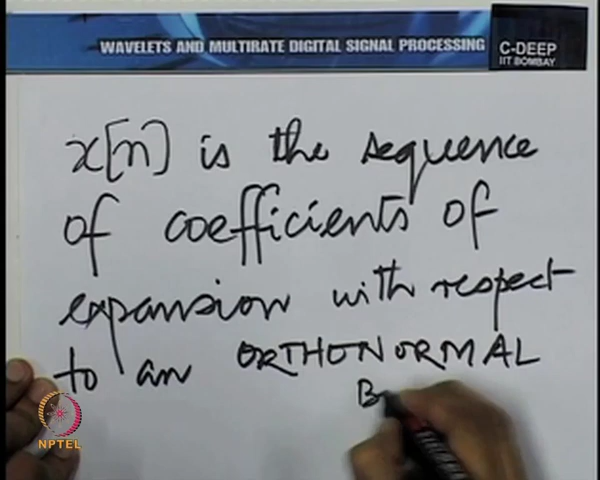 WAVELETS AND MULTIRATE DIGITAL SIGNAL PROCESSING
C-DEEP
IIT BOMBAY
x[n] is the sequence
of coefficients of
expansion with respect
to an ORTHONORMAL
B
NPTEL